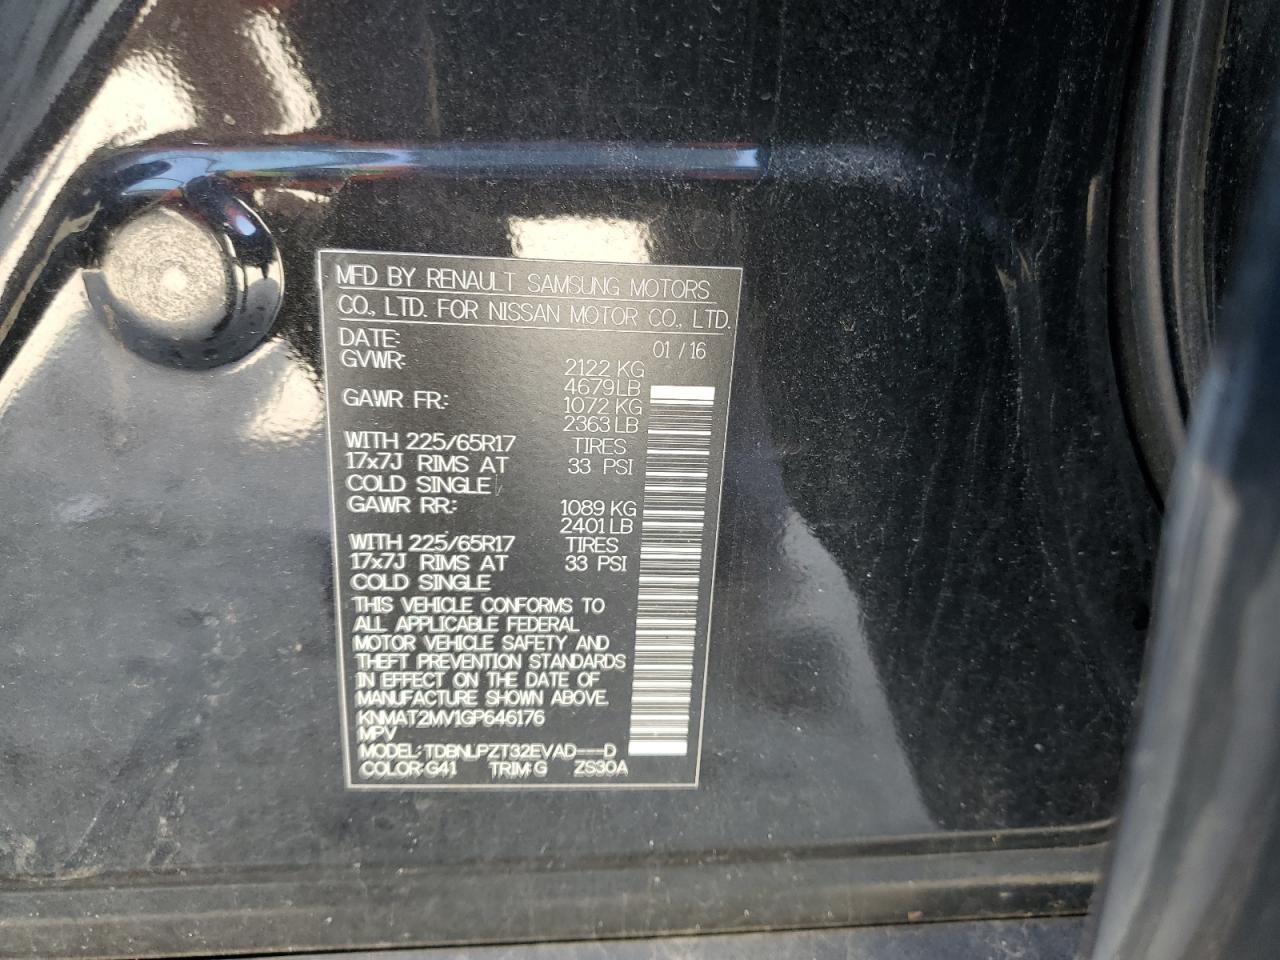 MFD BY RENAULT SAMSUNG MOTORS
CO., LTD. FOR NISSAN MOTOR CO., LTD.
DATE: 01 / 16
GVWR: 2122 KG
4679 LB
GAWR FR: 1072 KG
2363 LB
WITH 225/65R17 TIRES
17x7J RIMS AT 33 PSI
COLD SINGLE
GAWR RR: 1089 KG
2401 LB
WITH 225/65R17 TIRES
17x7J RIMS AT 33 PSI
COLD SINGLE
THIS VEHICLE CONFORMS TO
ALL APPLICABLE FEDERAL
MOTOR VEHICLE SAFETY AND
THEFT PREVENTION STANDARDS
IN EFFECT ON THE DATE OF
MANUFACTURE SHOWN ABOVE.
KNMAT2MV1GP646176
MPV
MODEL: TDBNLPZT32EVAD---D
COLOR:G41 TRIM:G ZS30A